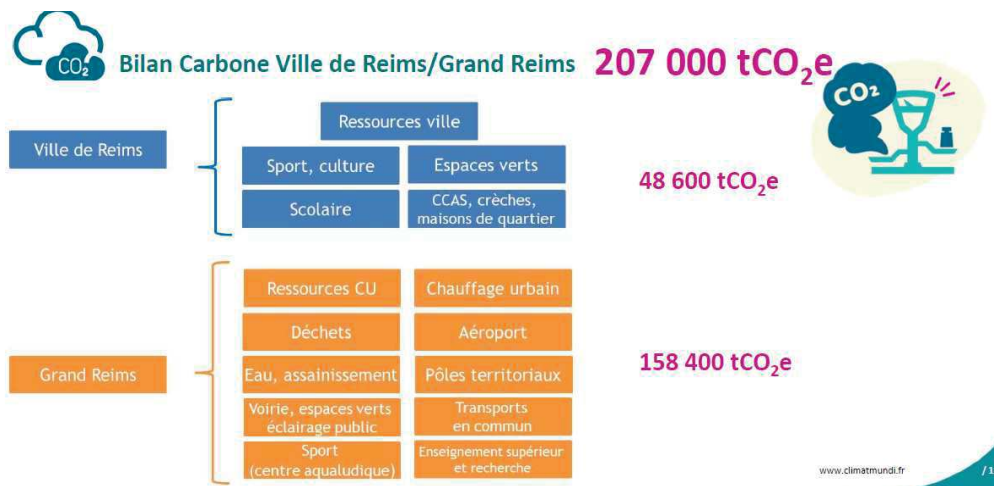 CO₂ Bilan Carbone Ville de Reims/Grand Reims 207 000 tCO₂e
CO₂
Ville de Reims
Ressources ville
Sport, culture
Espaces verts
Scolaire
CCAS, crèches,
maisons de quartier
48 600 tCO₂e
Grand Reims
Ressources CU
Chauffage urbain
Déchets
Aéroport
Eau, assainissement
Pôles territoriaux
Voirie, espaces verts
éclairage public
Transports
en commun
Sport
(centre aqualudique)
Enseignement supérieur
et recherche
158 400 tCO₂e
www.climatmundi.fr
/1